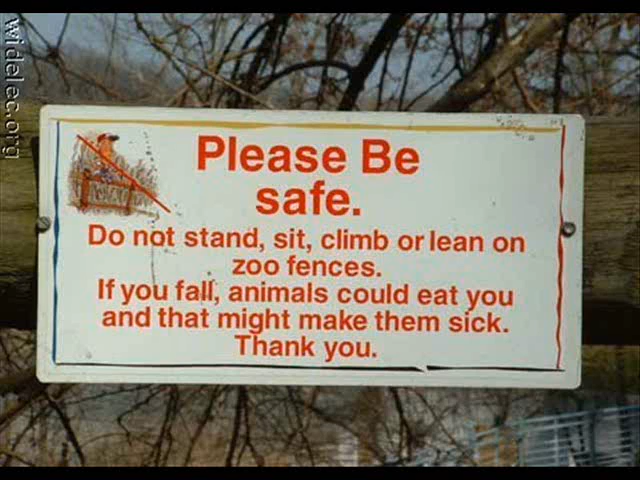 widelec.org
Please Be
safe.
Do not stand, sit, climb or lean on
zoo fences.
If you fall, animals could eat you
and that might make them sick.
Thank you.